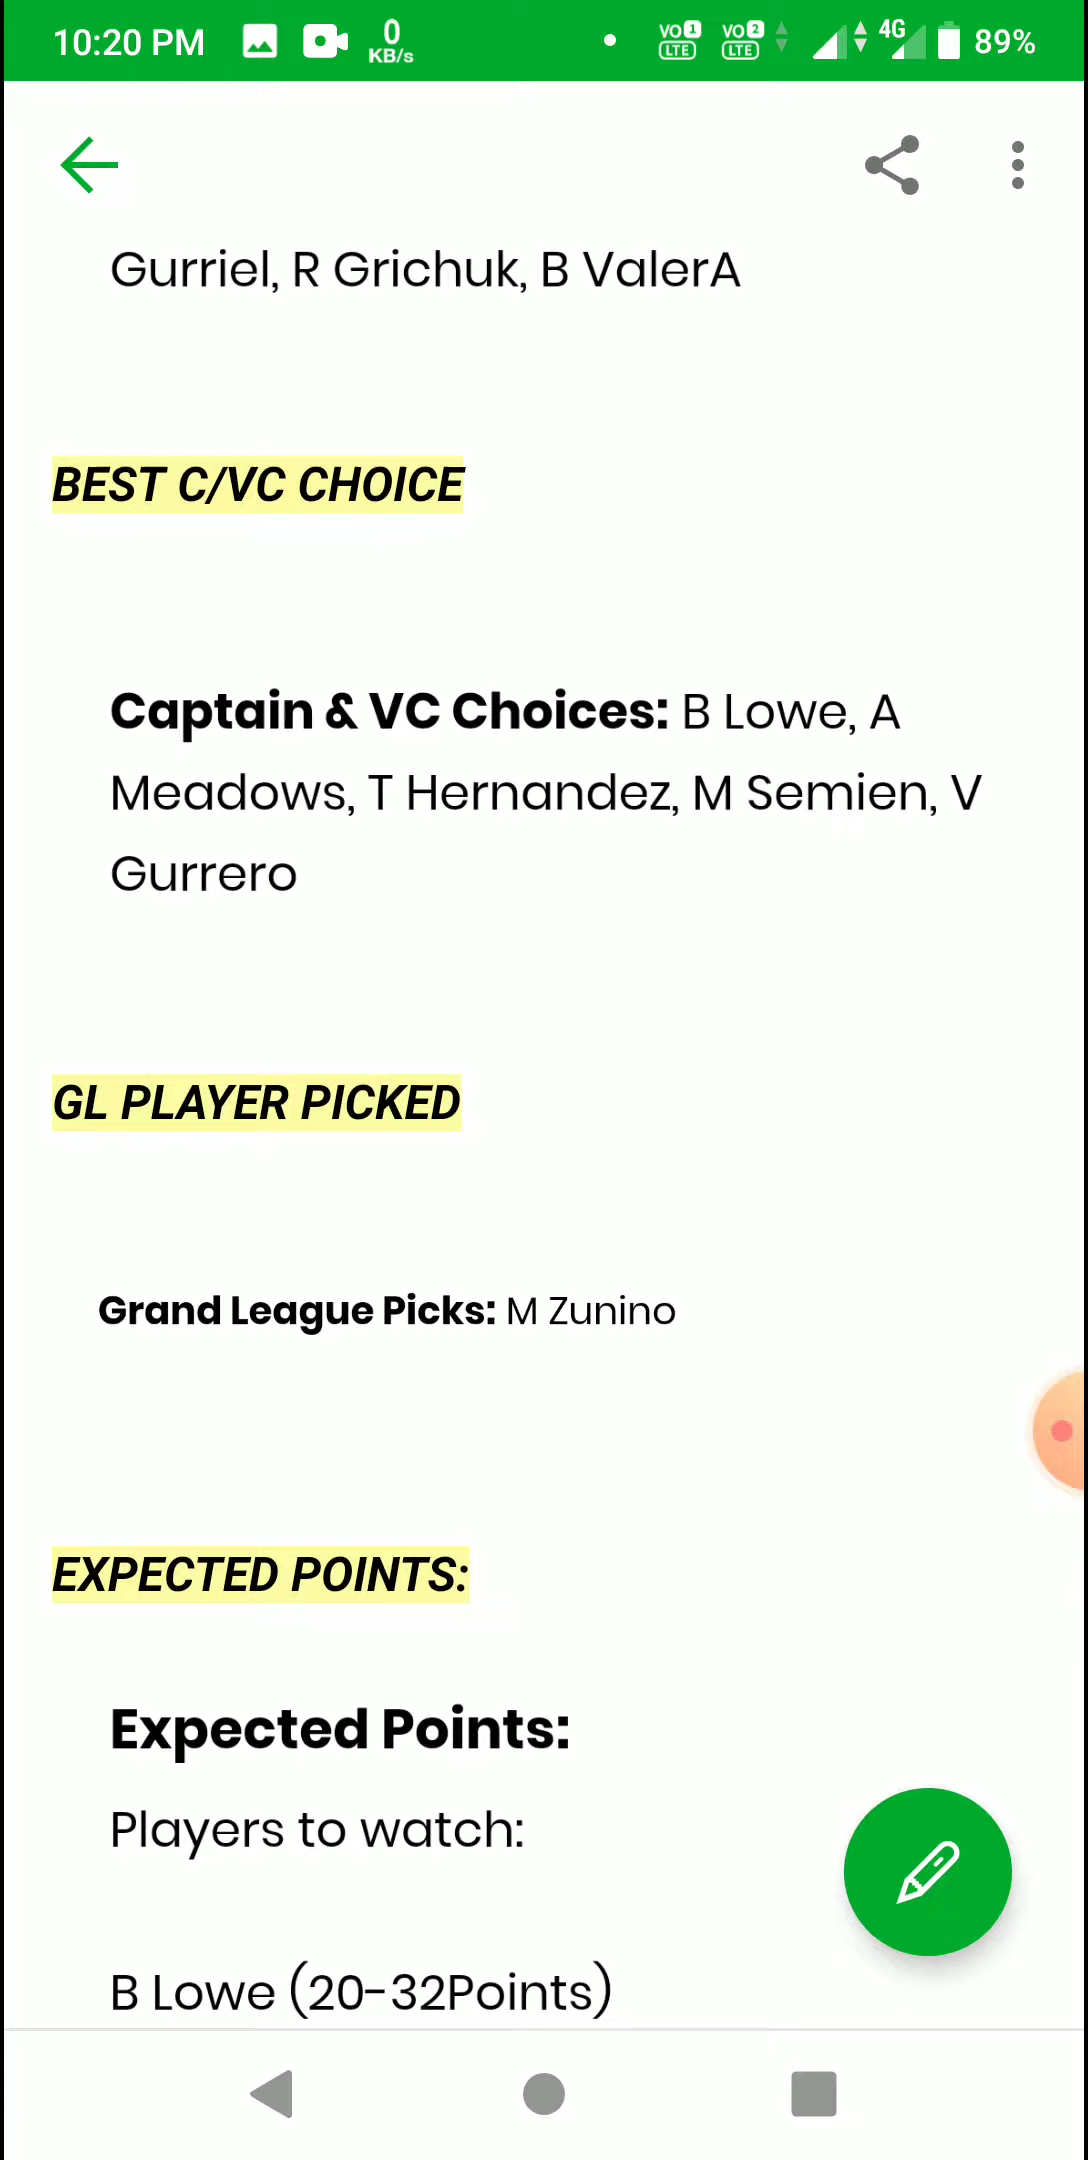 10:20 PM 0 KB/s VO 1 LTE VO 2 LTE 4G 89%
Gurriel, R Grichuk, B ValerA
BEST C/VC CHOICE
Captain & VC Choices: B Lowe, A
Meadows, T Hernandez, M Semien, V
Gurrero
GL PLAYER PICKED
Grand League Picks: M Zunino
EXPECTED POINTS:
Expected Points:
Players to watch:
B Lowe (20-32Points)